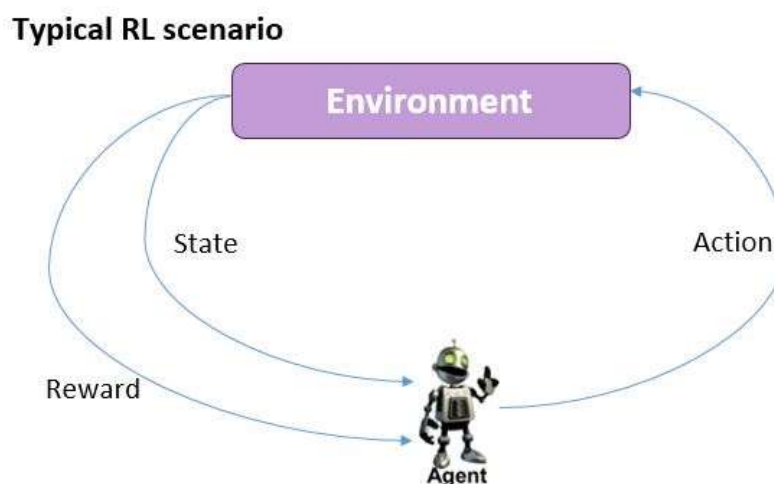 Typical RL scenario
Environment
State
Action
Reward
Agent